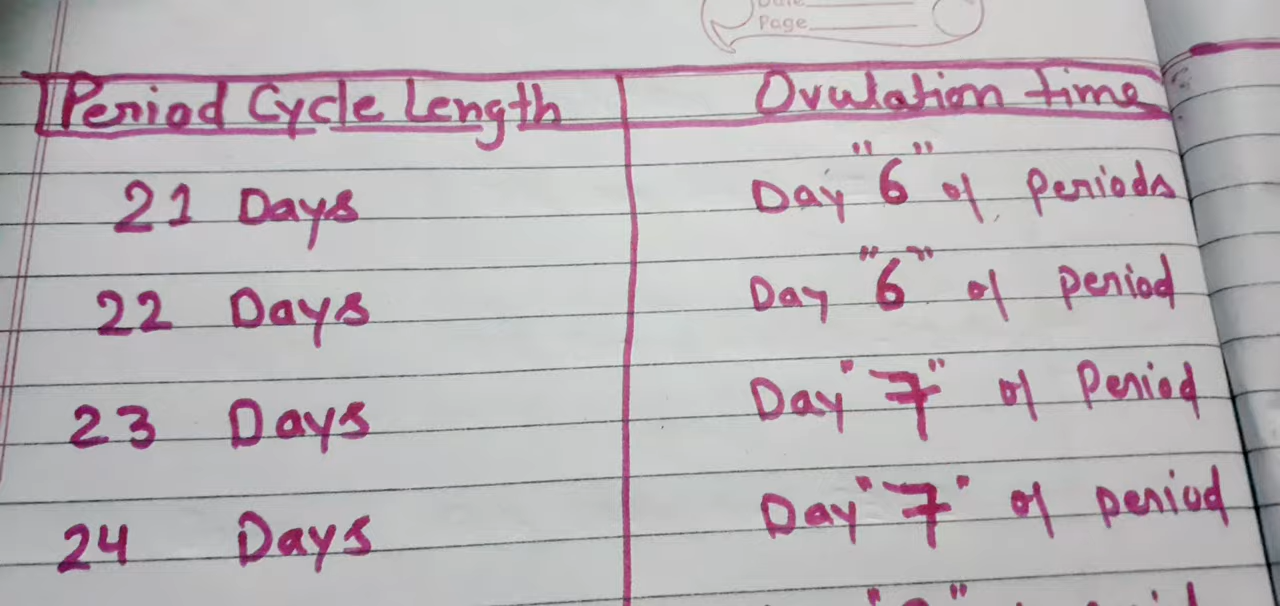 Page
Period Cycle Length Ovulation time
21 Days Day "6" of periods
22 Days Day "6" of period
23 Days Day "7" of Period
24 Days Day "7" of period